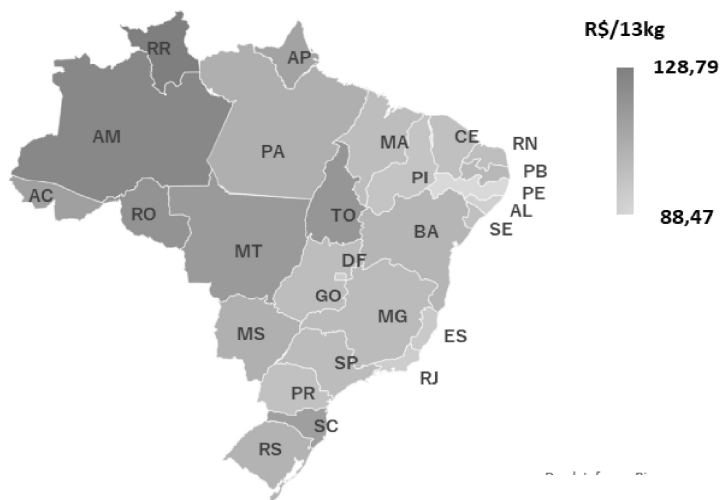 R$/13kg
128,79
88,47
RR
AP
AM
PA
MA
CE
RN
PB
PI
PE
AC
AL
RO
TO
SE
MT
BA
DF
GO
MG
MS
ES
SP
RJ
PR
SC
RS